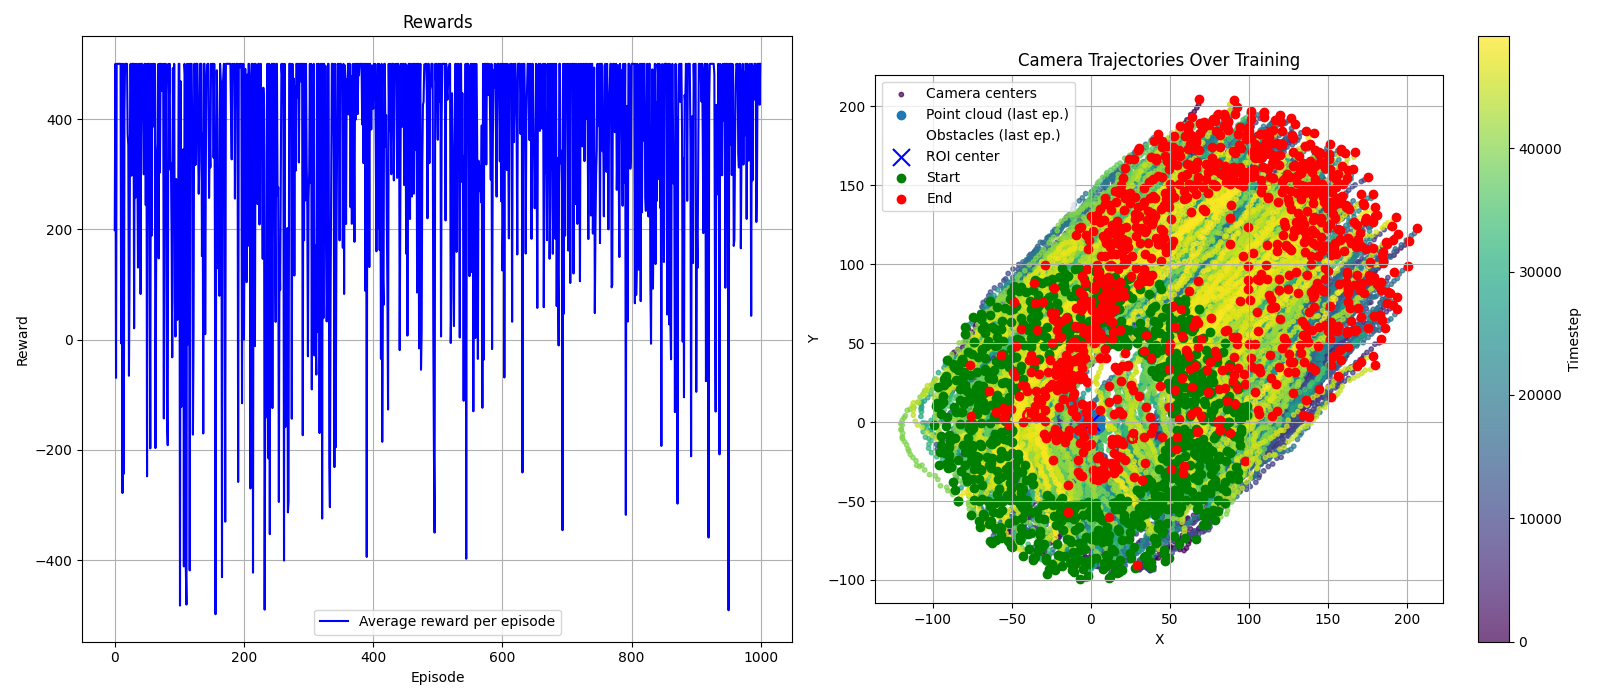 Rewards
400
200
0
−200
−400
Reward
0
200
400
600
800
1000
Episode
Average reward per episode
Camera Trajectories Over Training
Camera centers
Point cloud (last ep.)
Obstacles (last ep.)
ROI center
Start
End
200
150
100
50
0
−50
−100
Y
−100
−50
0
50
100
150
200
X
40000
30000
20000
10000
0
Timestep